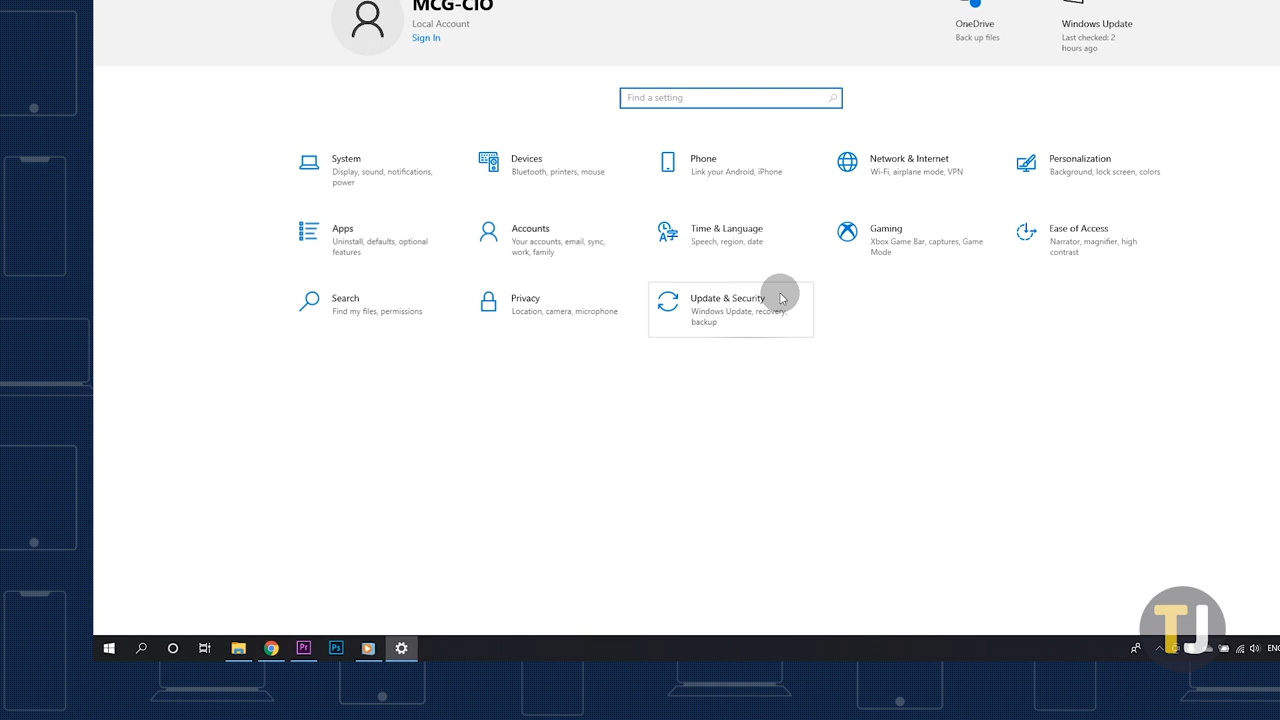 MCG-CIO
Local Account
Sign In
OneDrive
Back up files
Windows Update
Last checked: 2
hours ago
Find a setting
System
Display, sound, notifications,
power
Devices
Bluetooth, printers, mouse
Phone
Link your Android, iPhone
Network & Internet
Wi-Fi, airplane mode, VPN
Personalization
Background, lock screen, colors
Apps
Uninstall, defaults, optional
features
Accounts
Your accounts, email, sync,
work, family
Time & Language
Speech, region, date
Gaming
Xbox Game Bar, captures, Game
Mode
Ease of Access
Narrator, magnifier, high
contrast
Search
Find my files, permissions
Privacy
Location, camera, microphone
Update & Security
Windows Update, recovery,
backup
Pr
Ps
ENG
TJ